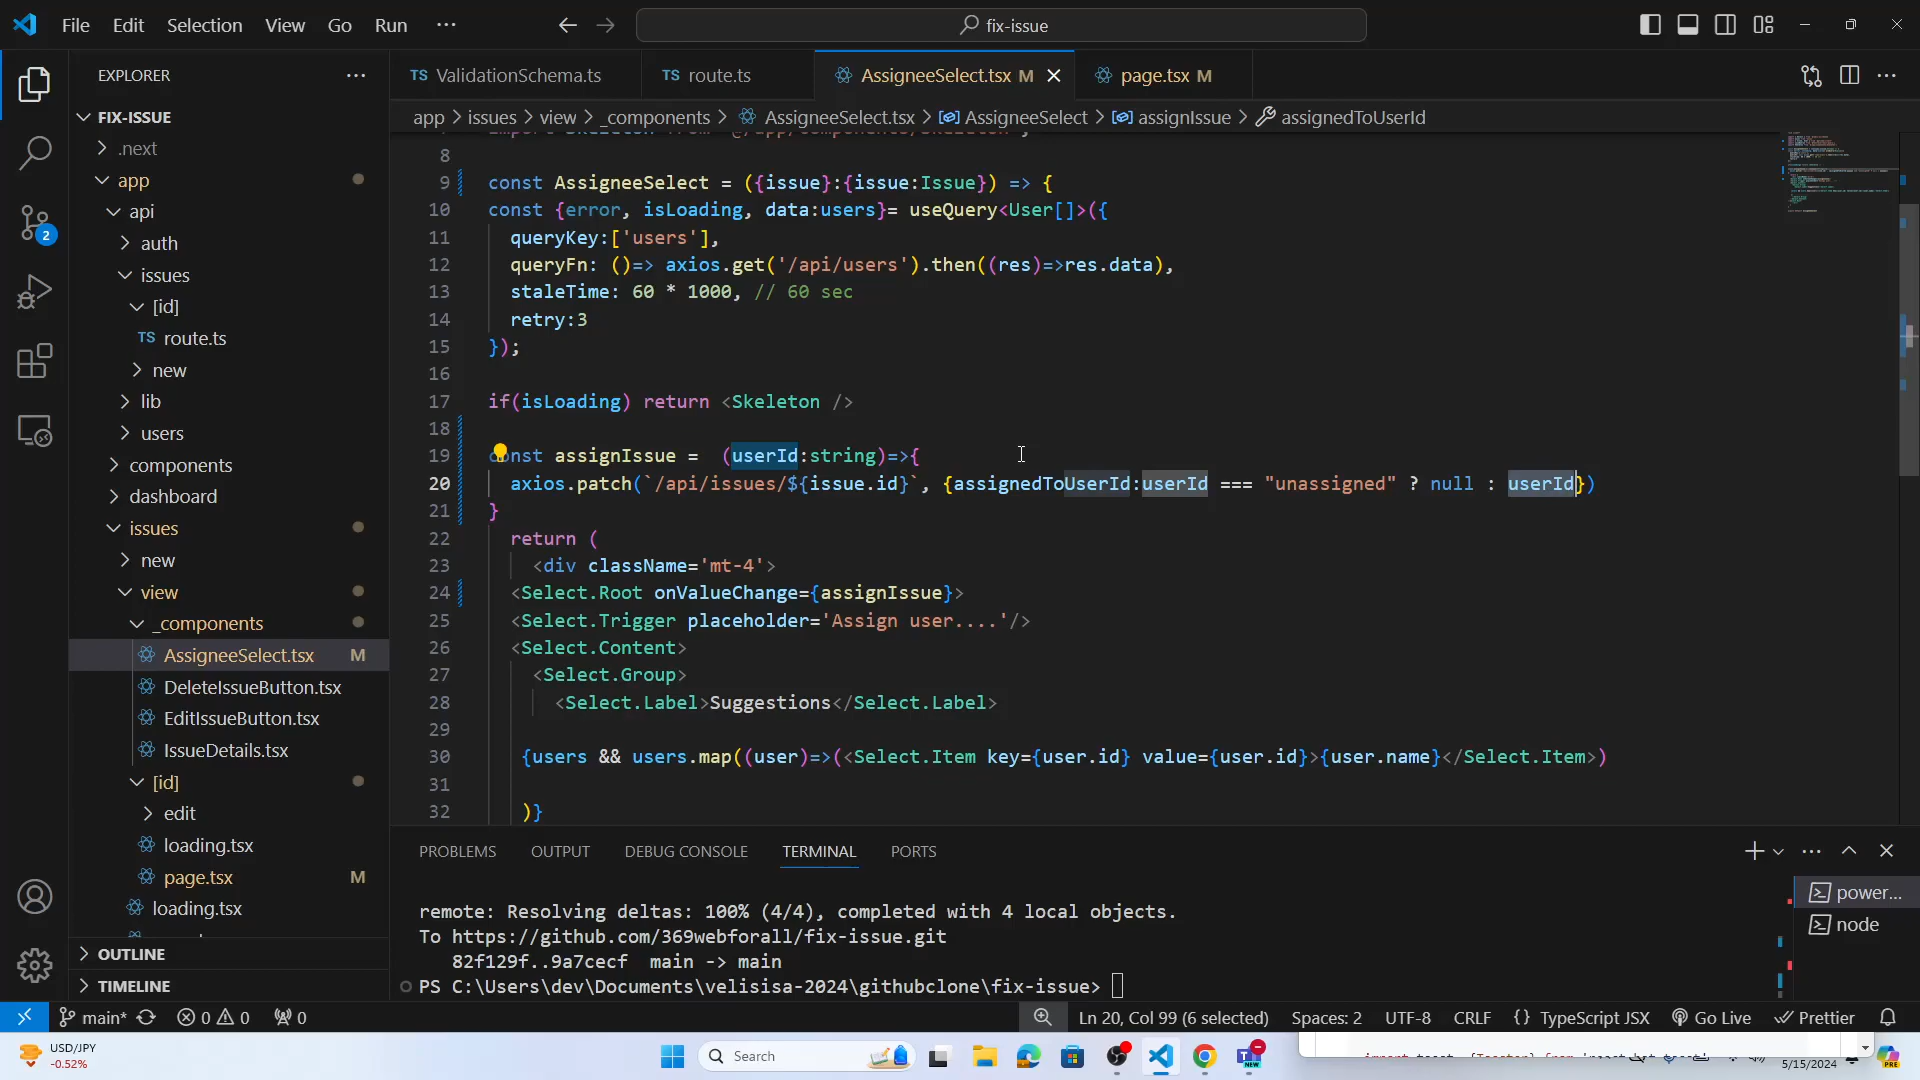 File Edit Selection View Go Run ···
fix-issue
EXPLORER
FIX-ISSUE
.next
app
api
auth
issues
[id]
TS route.ts
new
lib
users
components
dashboard
issues
new
view
_components
AssigneeSelect.tsx M
DeleteIssueButton.tsx
EditIssueButton.tsx
IssueDetails.tsx
[id]
edit
loading.tsx
page.tsx M
loading.tsx
OUTLINE
TIMELINE
2
TS ValidationSchema.ts
TS route.ts
AssigneeSelect.tsx M
page.tsx M
app > issues > view > _components > AssigneeSelect.tsx > AssigneeSelect > assignIssue > assignedToUserId
8
9 const AssigneeSelect = ({issue}:{issue:Issue}) => {
10 const {error, isLoading, data:users}= useQuery<User[]>({
11 queryKey:['users'],
12 queryFn: ()=> axios.get('/api/users').then((res)=>res.data),
13 staleTime: 60 * 1000, // 60 sec
14 retry:3
15 });
16
17 if(isLoading) return <Skeleton />
18
19 const assignIssue = (userId:string)=>{
20 axios.patch(`/api/issues/${issue.id}`, {assignedToUserId:userId === "unassigned" ? null : userId})
21 }
22 return (
23 <div className='mt-4'>
24 <Select.Root onValueChange={assignIssue}>
25 <Select.Trigger placeholder='Assign user....'/>
26 <Select.Content>
27 <Select.Group>
28 <Select.Label>Suggestions</Select.Label>
29
30 {users && users.map((user)=>(<Select.Item key={user.id} value={user.id}>{user.name}</Select.Item>)
31
32 )}
PROBLEMS OUTPUT DEBUG CONSOLE TERMINAL PORTS
remote: Resolving deltas: 100% (4/4), completed with 4 local objects.
To https://github.com/369webforall/fix-issue.git
82f129f..9a7cecf main -> main
PS C:\Users\dev\Documents\velisisa-2024\githubclone\fix-issue>
power...
node
main* 0 0 0
Ln 20, Col 99 (6 selected) Spaces: 2 UTF-8 CRLF {} TypeScript JSX Go Live Prettier
USD/JPY
-0.52%
Search
NEW
5/15/2024
PRE